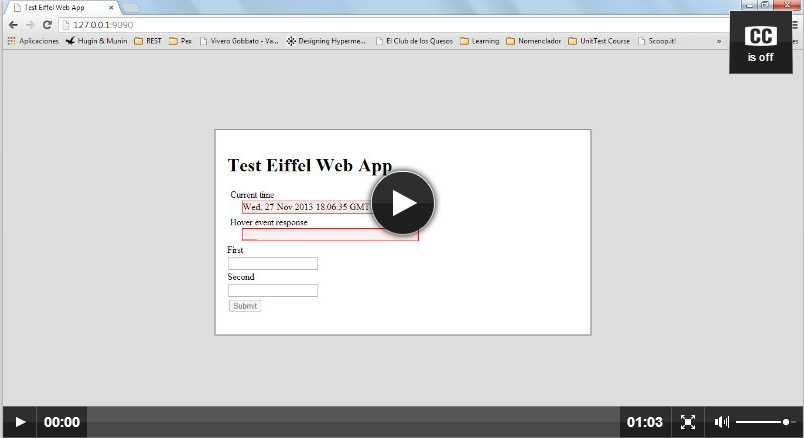 Test Eiffel Web App
127.0.0.1:9090
Aplicaciones Hugin & Munin REST Pex Vivero Gobbato - Va... Designing Hyperme... El Club de los Quesos Learning Nomenclador UnitTest Course Scoop.it! »
CC
is off
Test Eiffel Web App
Current time
Wed, 27 Nov 2013 18:06:35 GMT
Hover event response
First
Second
Submit
00:00 01:03